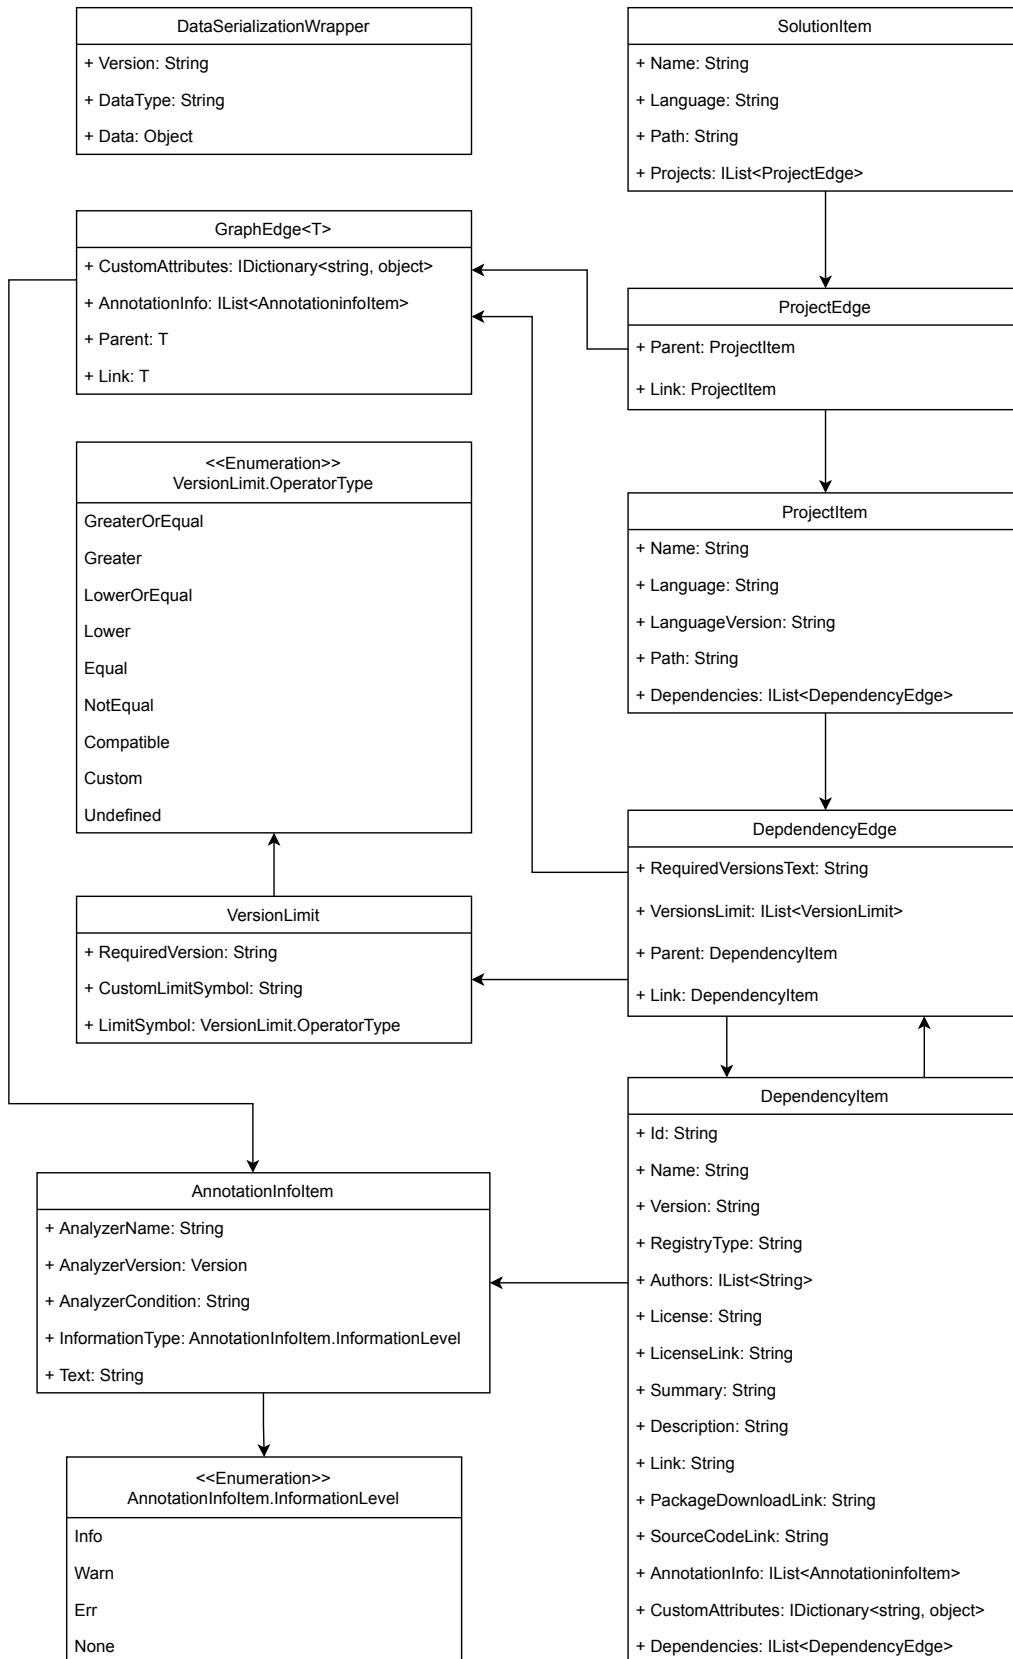 DataSerializationWrapper
+ Version: String
+ DataType: String
+ Data: Object
SolutionItem
+ Name: String
+ Language: String
+ Path: String
+ Projects: IList<ProjectEdge>
GraphEdge<T>
+ CustomAttributes: IDictionary<string, object>
+ AnnotationInfo: IList<AnnotationinfoItem>
+ Parent: T
+ Link: T
ProjectEdge
+ Parent: ProjectItem
+ Link: ProjectItem
<<Enumeration>>
VersionLimit.OperatorType
GreaterOrEqual
Greater
LowerOrEqual
Lower
Equal
NotEqual
Compatible
Custom
Undefined
ProjectItem
+ Name: String
+ Language: String
+ LanguageVersion: String
+ Path: String
+ Dependencies: IList<DependencyEdge>
VersionLimit
+ RequiredVersion: String
+ CustomLimitSymbol: String
+ LimitSymbol: VersionLimit.OperatorType
DepdendencyEdge
+ RequiredVersionsText: String
+ VersionsLimit: IList<VersionLimit>
+ Parent: DependencyItem
+ Link: DependencyItem
AnnotationInfoItem
+ AnalyzerName: String
+ AnalyzerVersion: Version
+ AnalyzerCondition: String
+ InformationType: AnnotationInfoItem.InformationLevel
+ Text: String
<<Enumeration>>
AnnotationInfoItem.InformationLevel
Info
Warn
Err
None
DependencyItem
+ Id: String
+ Name: String
+ Version: String
+ RegistryType: String
+ Authors: IList<String>
+ License: String
+ LicenseLink: String
+ Summary: String
+ Description: String
+ Link: String
+ PackageDownloadLink: String
+ SourceCodeLink: String
+ AnnotationInfo: IList<AnnotationinfoItem>
+ CustomAttributes: IDictionary<string, object>
+ Dependencies: IList<DependencyEdge>